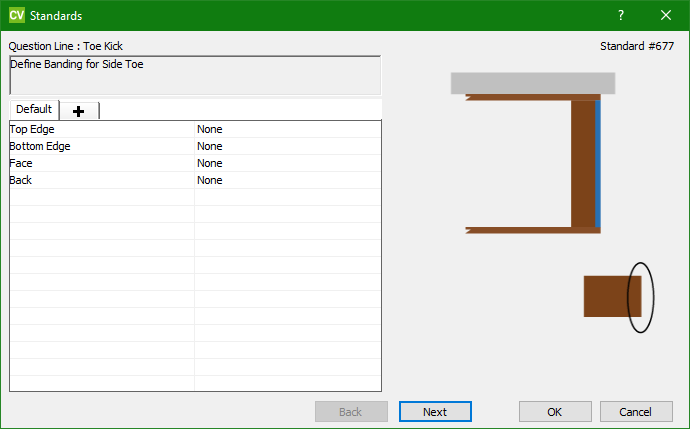 CV Standards ? ×
Question Line : Toe Kick Standard #677
Define Banding for Side Toe
Default +
Top Edge None
Bottom Edge None
Face None
Back None
Back Next OK Cancel